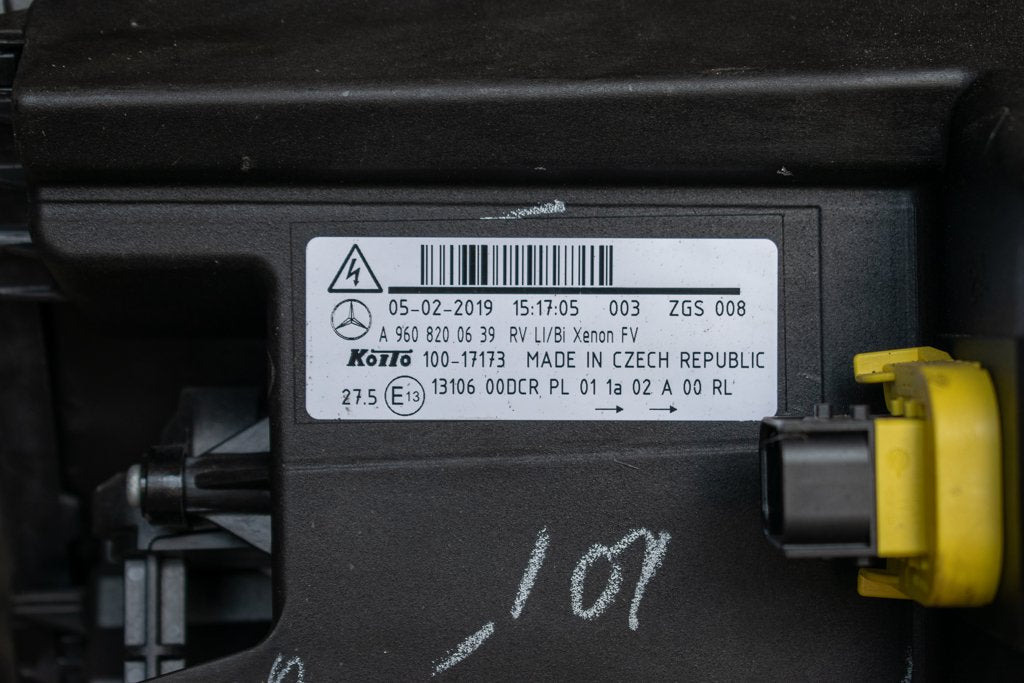 05-02-2019 15:17:05 003 ZGS 008
A 960 820 06 39 RV LI/Bi Xenon FV
KOITO 100-17173 MADE IN CZECH REPUBLIC
27.5 E13 13106 00DCR PL 01 1a 02 A 00 RL
→ →